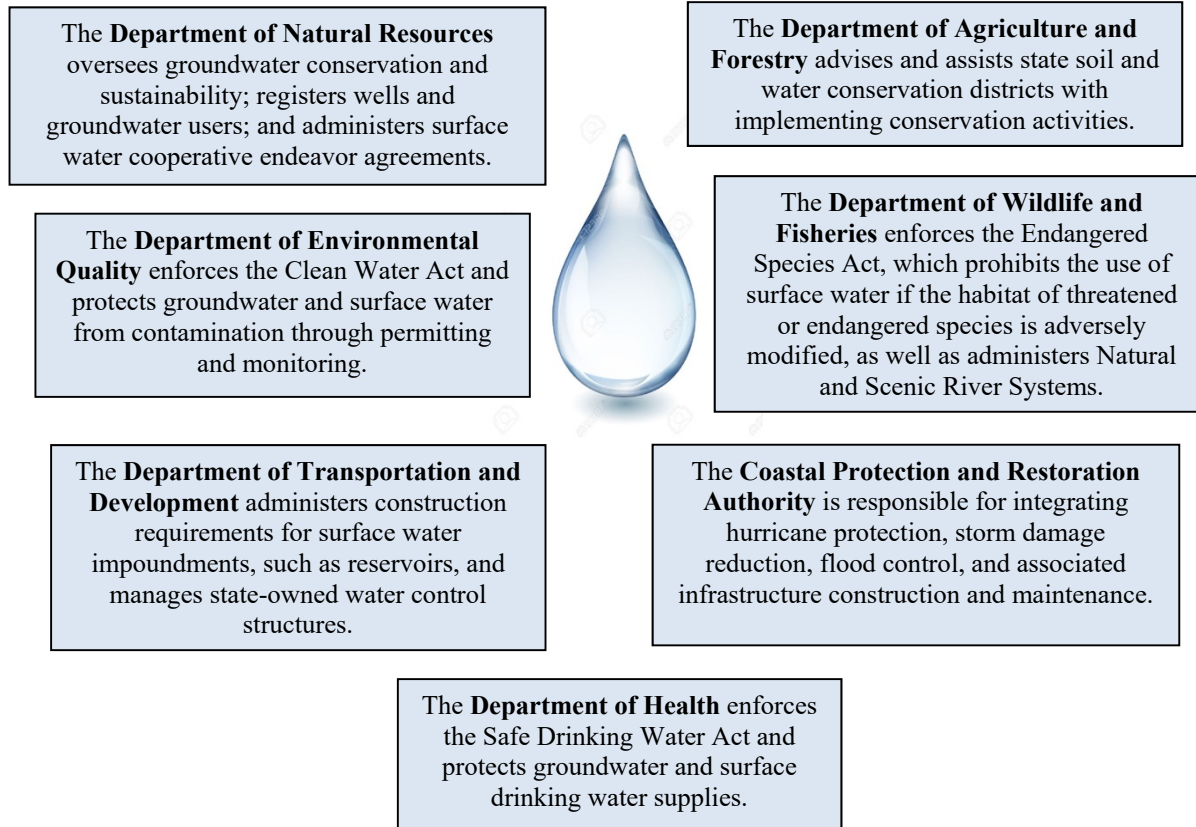 The Department of Natural Resources
oversees groundwater conservation and
sustainability; registers wells and
groundwater users; and administers surface
water cooperative endeavor agreements.
The Department of Agriculture and
Forestry advises and assists state soil and
water conservation districts with
implementing conservation activities.
The Department of Environmental
Quality enforces the Clean Water Act and
protects groundwater and surface water
from contamination through permitting
and monitoring.
The Department of Wildlife and
Fisheries enforces the Endangered
Species Act, which prohibits the use of
surface water if the habitat of threatened
or endangered species is adversely
modified, as well as administers Natural
and Scenic River Systems.
The Department of Transportation and
Development administers construction
requirements for surface water
impoundments, such as reservoirs, and
manages state-owned water control
structures.
The Coastal Protection and Restoration
Authority is responsible for integrating
hurricane protection, storm damage
reduction, flood control, and associated
infrastructure construction and maintenance.
The Department of Health enforces
the Safe Drinking Water Act and
protects groundwater and surface
drinking water supplies.